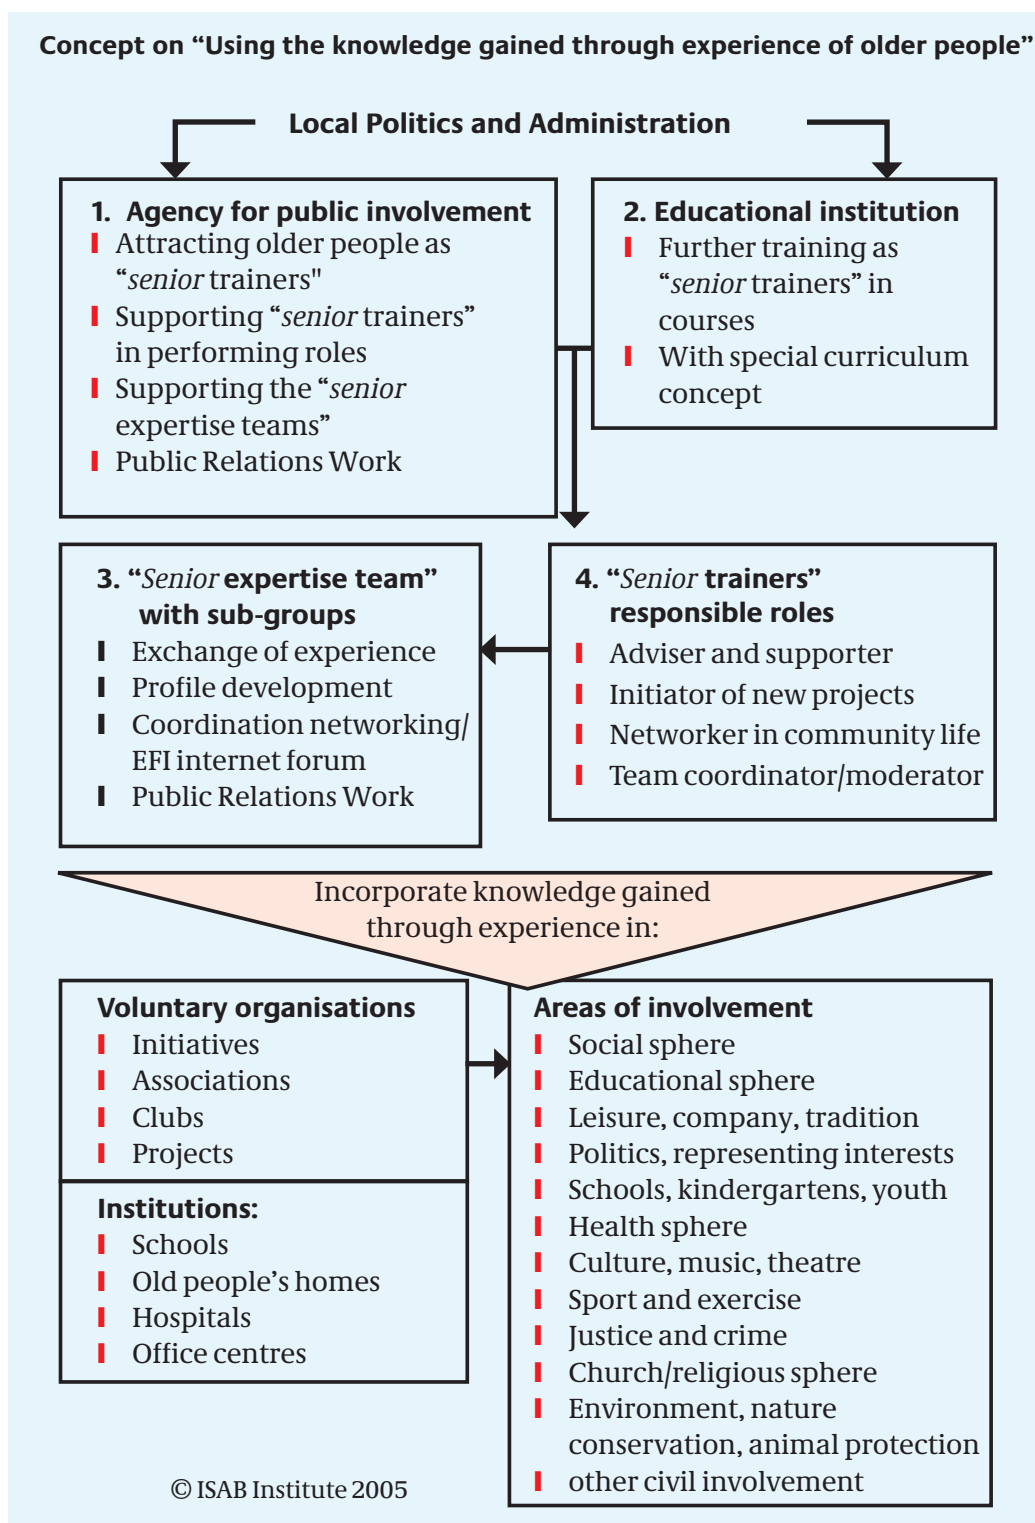 Concept on “Using the knowledge gained through experience of older people”
Local Politics and Administration
1. Agency for public involvement
Attracting older people as
“senior trainers"
Supporting “senior trainers”
in performing roles
Supporting the “senior
expertise teams”
Public Relations Work
2. Educational institution
Further training as
“senior trainers” in
courses
With special curriculum
concept
3. “Senior expertise team”
with sub-groups
Exchange of experience
Profile development
Coordination networking/
EFI internet forum
Public Relations Work
4. “Senior trainers”
responsible roles
Adviser and supporter
Initiator of new projects
Networker in community life
Team coordinator/moderator
Incorporate knowledge gained
through experience in:
Voluntary organisations
Initiatives
Associations
Clubs
Projects
Institutions:
Schools
Old people’s homes
Hospitals
Office centres
Areas of involvement
Social sphere
Educational sphere
Leisure, company, tradition
Politics, representing interests
Schools, kindergartens, youth
Health sphere
Culture, music, theatre
Sport and exercise
Justice and crime
Church/religious sphere
Environment, nature
conservation, animal protection
other civil involvement
© ISAB Institute 2005